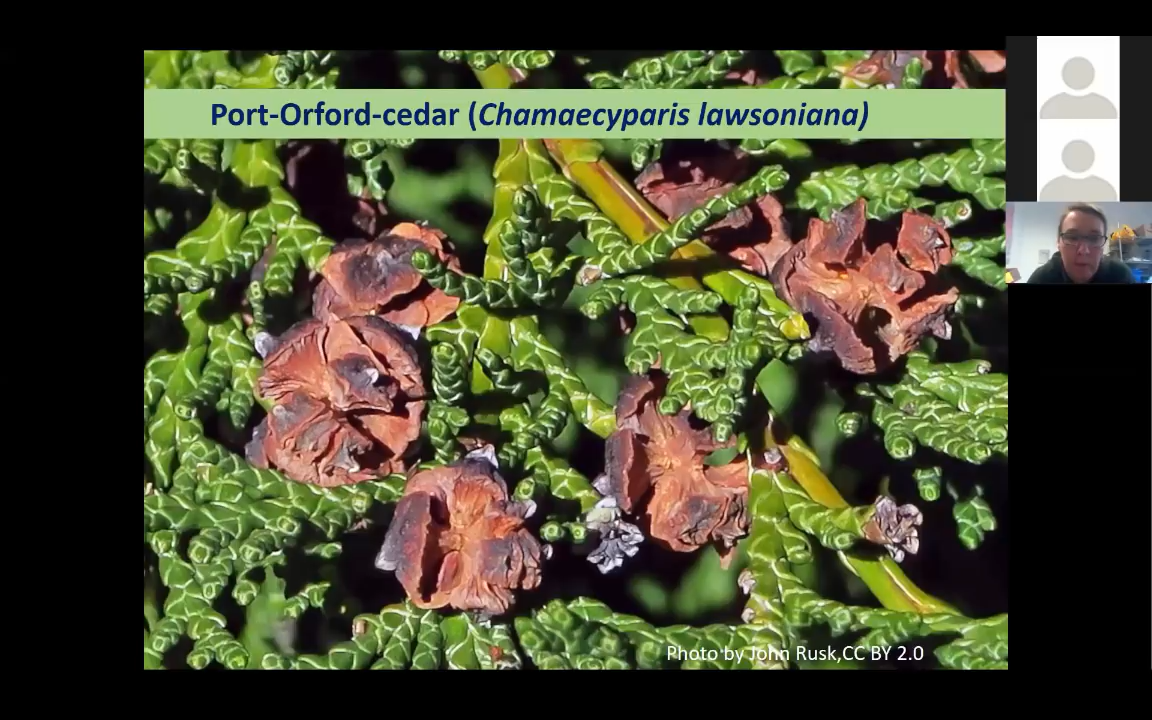 Port-Orford-cedar (Chamaecyparis lawsoniana)
Photo by John Rusk,CC BY 2.0